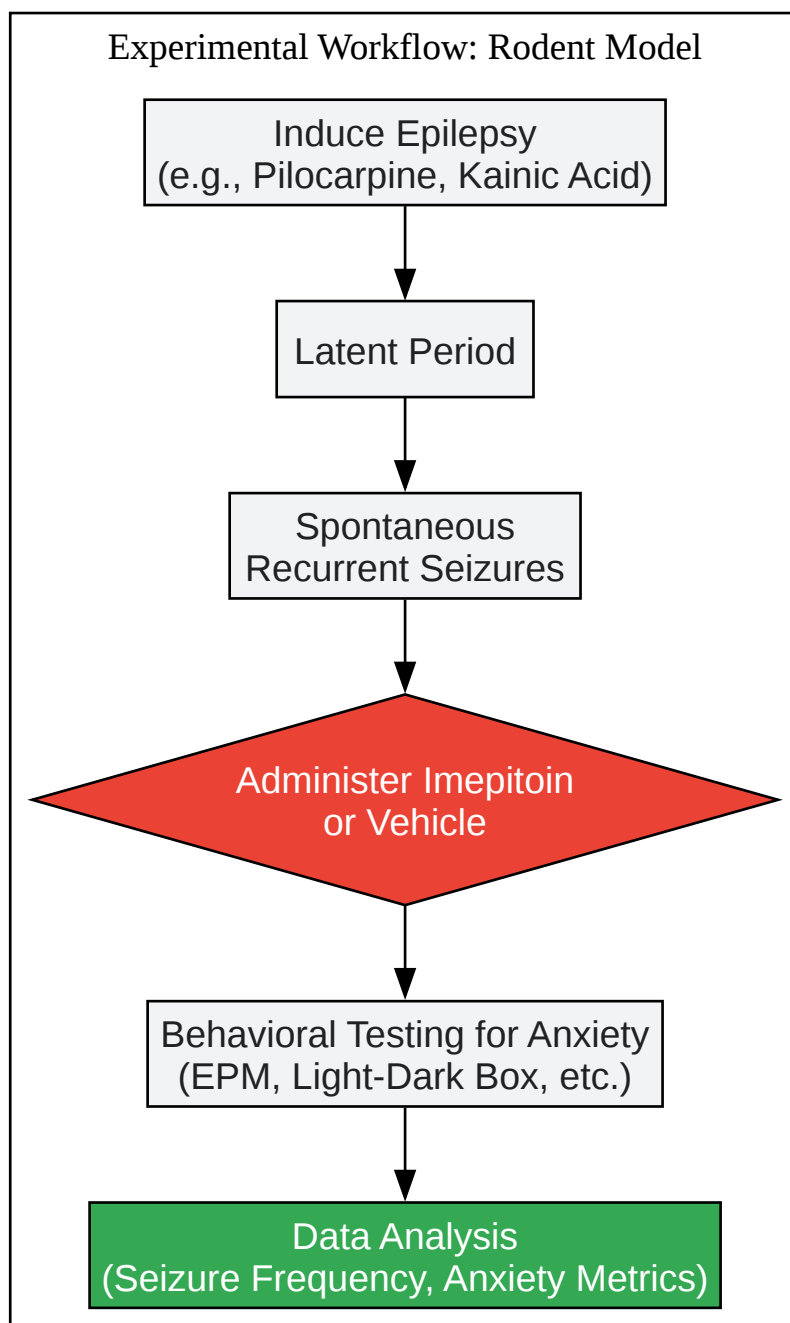 Experimental Workflow: Rodent Model
Induce Epilepsy
(e.g., Pilocarpine, Kainic Acid)
Latent Period
Spontaneous
Recurrent Seizures
Administer Imepitoin
or Vehicle
Behavioral Testing for Anxiety
(EPM, Light-Dark Box, etc.)
Data Analysis
(Seizure Frequency, Anxiety Metrics)